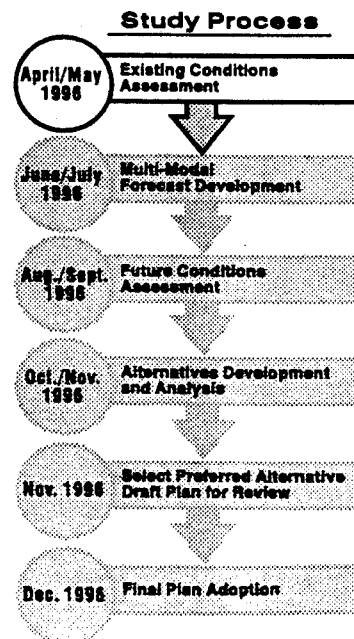 Study Process
April/May
1996
Existing Conditions
Assessment
June/July
1996
Multi-Modal
Forecast Development
Aug./Sept.
1996
Future Conditions
Assessment
Oct./Nov.
1996
Alternatives Development
and Analysis
Nov. 1996
Select Preferred Alternative
Draft Plan for Review
Dec. 1996
Final Plan Adoption